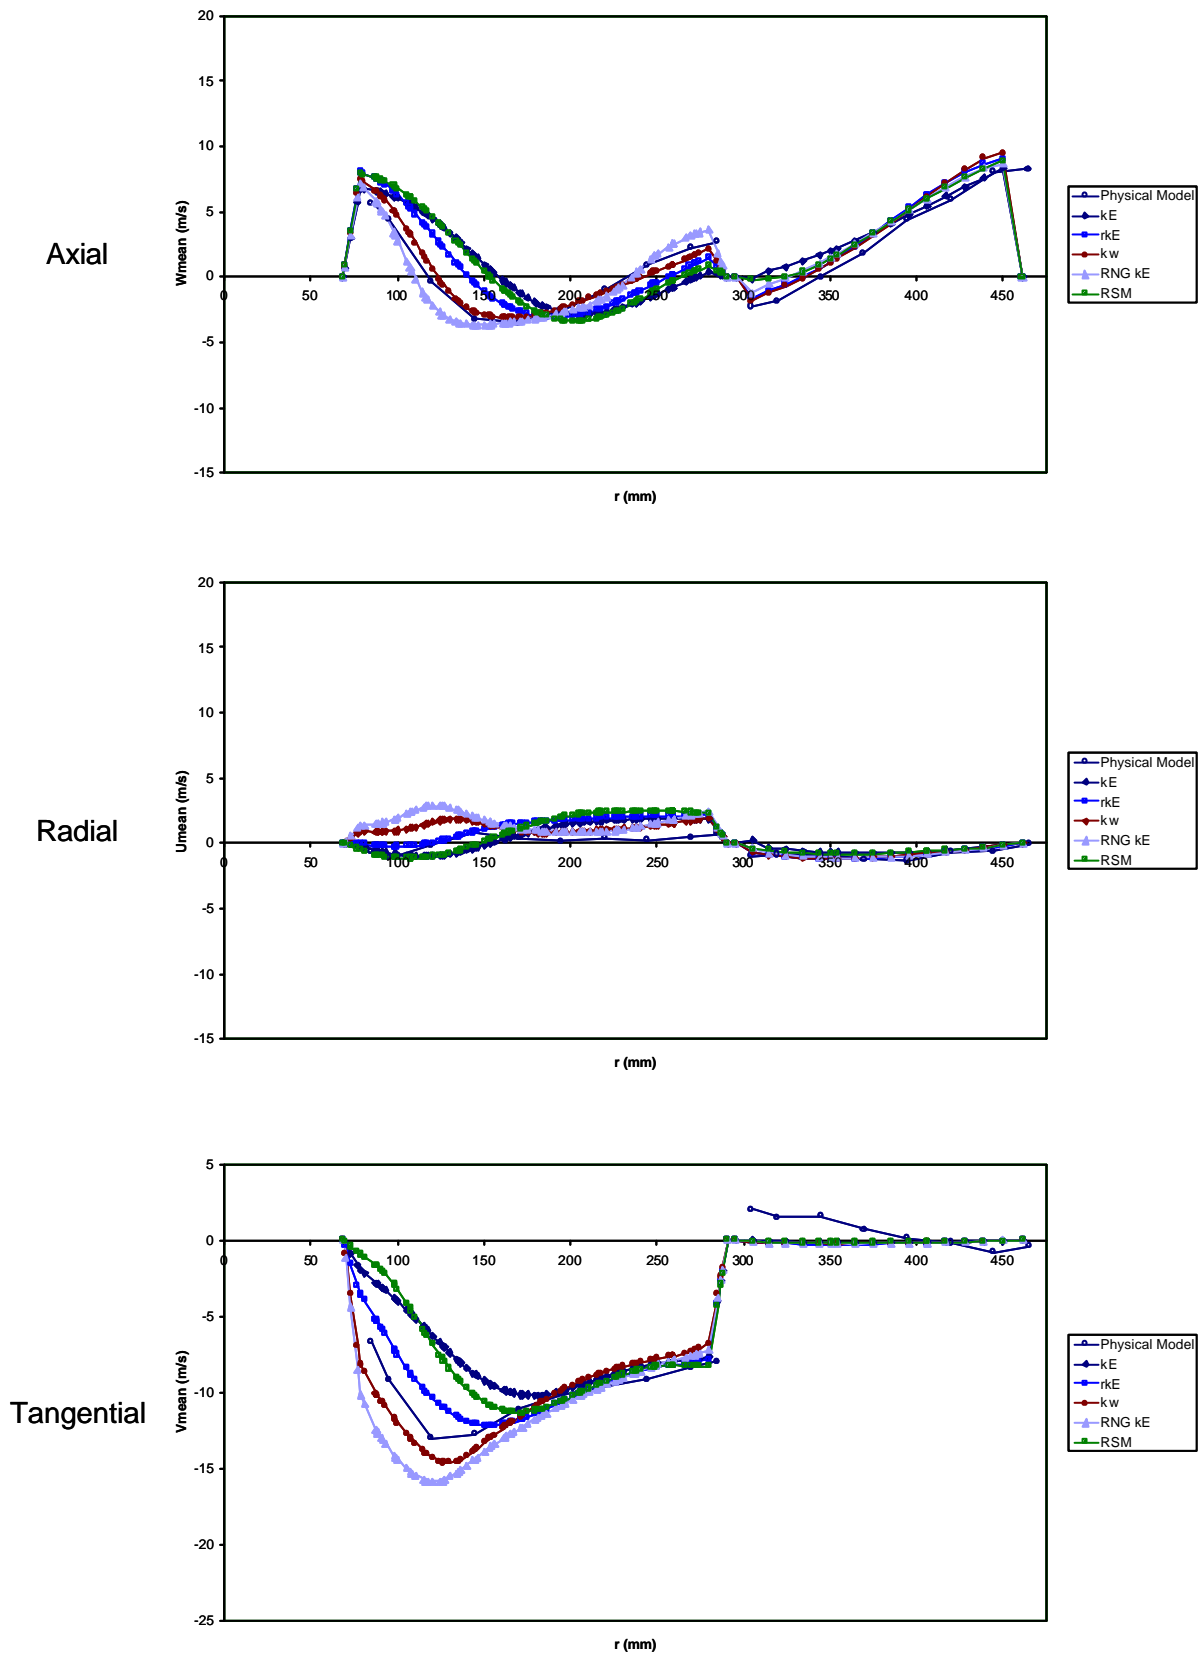 Axial
Wmean (m/s)
20
15
10
5
0
-5
-10
-15
0 50 100 150 200 250 300 350 400 450
r (mm)
Physical Model
kE
rkE
kw
RNG kE
RSM
Radial
Umean (m/s)
20
15
10
5
0
-5
-10
-15
0 50 100 150 200 250 300 350 400 450
r (mm)
Physical Model
kE
rkE
kw
RNG kE
RSM
Tangential
Vmean (m/s)
5
0
-5
-10
-15
-20
-25
0 50 100 150 200 250 300 350 400 450
r (mm)
Physical Model
kE
rkE
kw
RNG kE
RSM